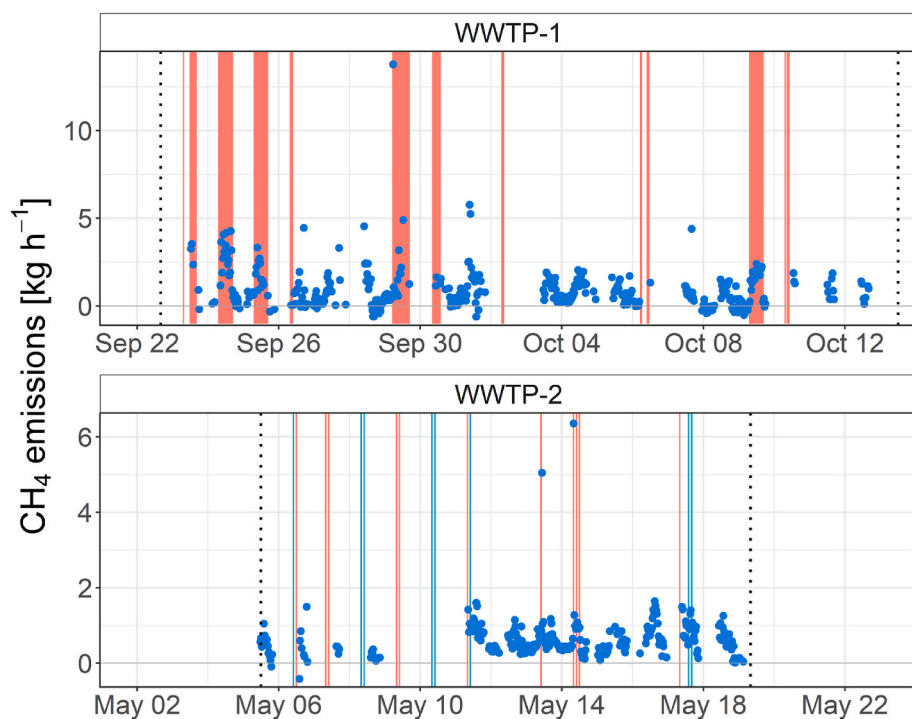 WWTP-1
10
5
0
Sep 22 Sep 26 Sep 30 Oct 04 Oct 08 Oct 12
WWTP-2
6
4
2
0
May 02 May 06 May 10 May 14 May 18 May 22
CH₄ emissions [kg h⁻¹]